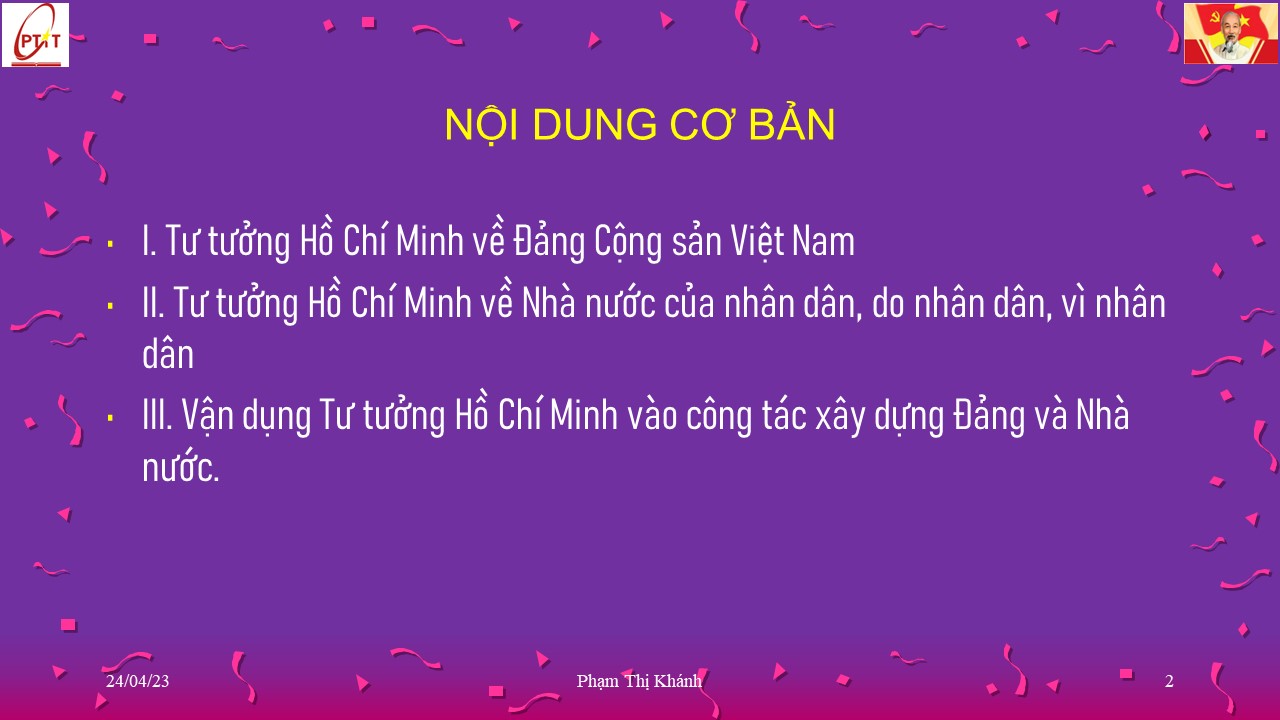 PTiT
NỘI DUNG CƠ BẢN
• I. Tư tưởng Hồ Chí Minh về Đảng Cộng sản Việt Nam
• II. Tư tưởng Hồ Chí Minh về Nhà nước của nhân dân, do nhân dân, vì nhân
dân
• III. Vận dụng Tư tưởng Hồ Chí Minh vào công tác xây dựng Đảng và Nhà
nước.
24/04/23
Phạm Thị Khánh
2